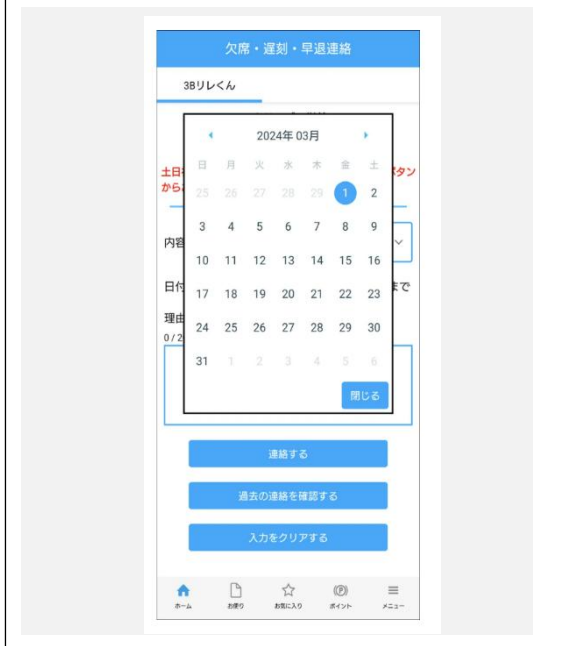 欠席・遅刻・早退連絡
3Bリレくん
2024年 03月
日 月 火 水 木 金 土
土日 ボタン
25 26 27 28 29 1 2
から
3 4 5 6 7 8 9
内容
10 11 12 13 14 15 16
日付 まで
17 18 19 20 21 22 23
理由
24 25 26 27 28 29 30
0/2
31 1 2 3 4 5 6
閉じる
連絡する
過去の連絡を確認する
入力をクリアする
ホーム お便り お気に入り ポイント メニュー